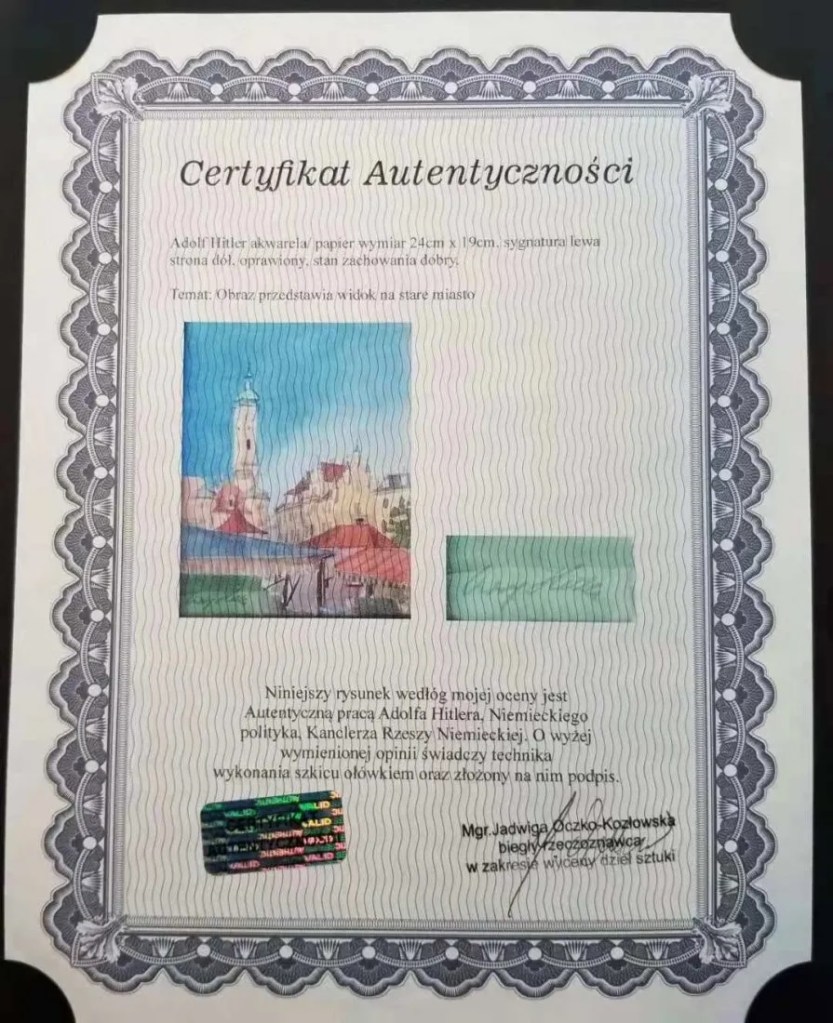 Certyfikat Autentyczności
Adolf Hitler akwarela/ papier wymiar 24cm x 19cm, sygnatura lewa
strona dół, oprawiony, stan zachowania dobry.
Temat: Obraz przedstawia widok na stare miasto
Niniejszy rysunek wedłóg mojej oceny jest
Autentyczną pracą Adolfa Hitlera, Niemieckiego
polityka, Kanclerza Rzeszy Niemieckiej. O wyżej
wymienionej opinii świadczy technika
wykonania szkicu ołówkiem oraz złożony na nim podpis.
VALID
Mgr.Jadwiga Oczko-Kozłowska
biegły rzeczoznawca
w zakresie wyceny dzieł sztuki